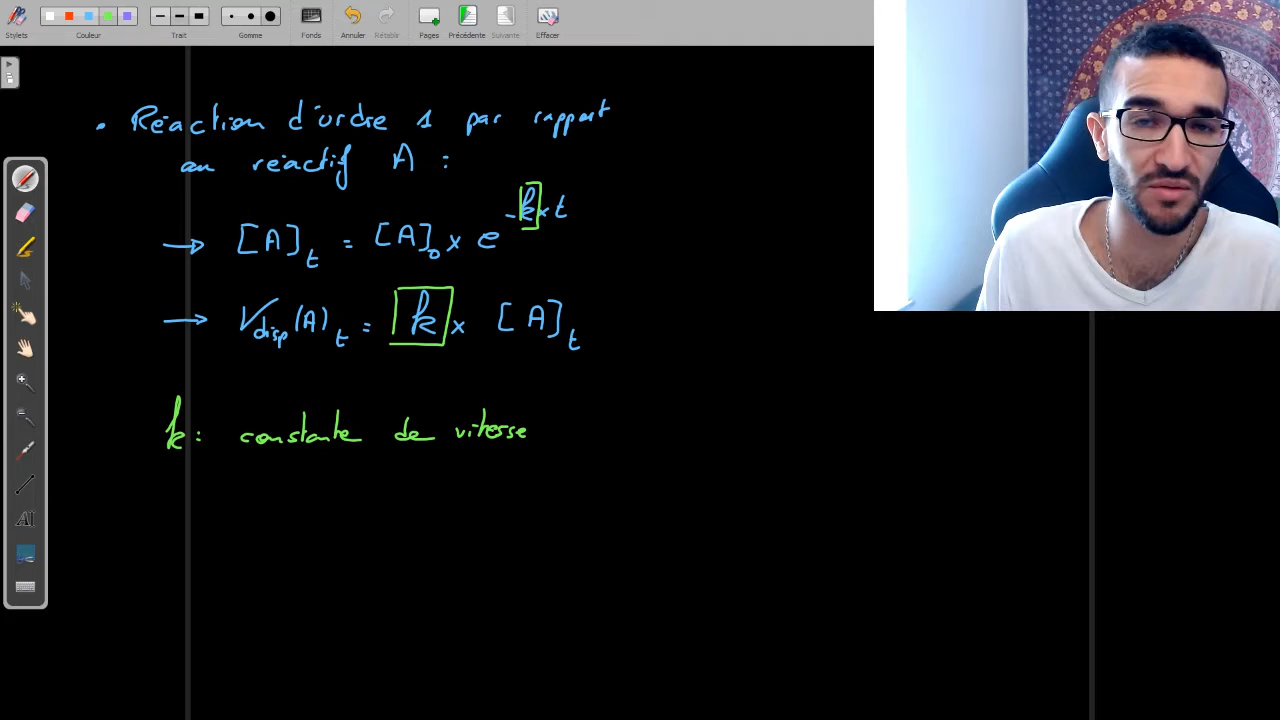 Stylets Couleur Trait Gomme Fonds Annuler Rétablir Pages Précédente Suivante Effacer
• Réaction d'ordre 1 par rapport
au réactif A :
→ [A]t = [A]0 × e^-k×t
→ Vdisp(A)t = k × [A]t
k : constante de vitesse
AI